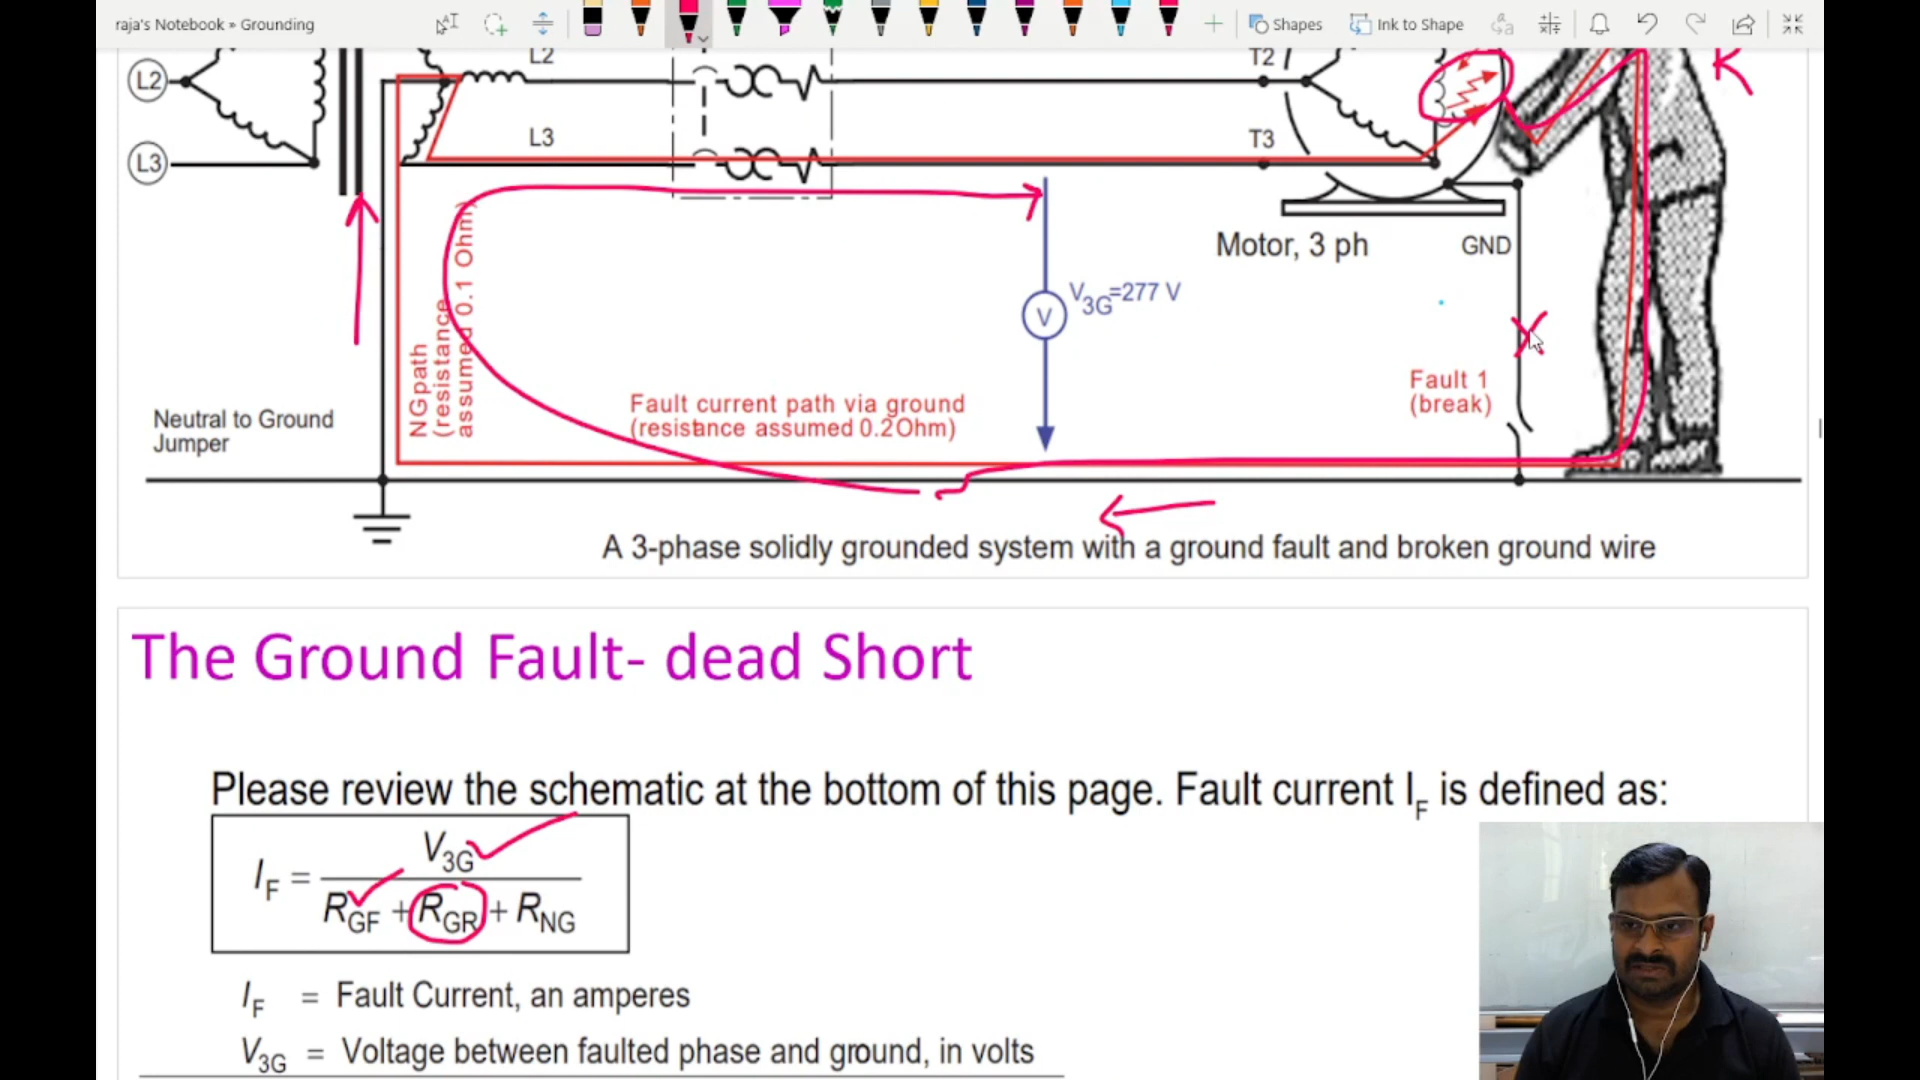 raja's Notebook » Grounding
Shapes
Ink to Shape
L2
L2
T2
L3
L3
T3
Motor, 3 ph
GND
V3G=277 V
V
NGpath
(resistance
assumed 0.1 Ohm)
Fault 1
(break)
Fault current path via ground
(resistance assumed 0.2Ohm)
Neutral to Ground
Jumper
A 3-phase solidly grounded system with a ground fault and broken ground wire
The Ground Fault- dead Short
Please review the schematic at the bottom of this page. Fault current IF is defined as:
IF = V3G
RGF + RGR + RNG
IF = Fault Current, an amperes
V3G = Voltage between faulted phase and ground, in volts